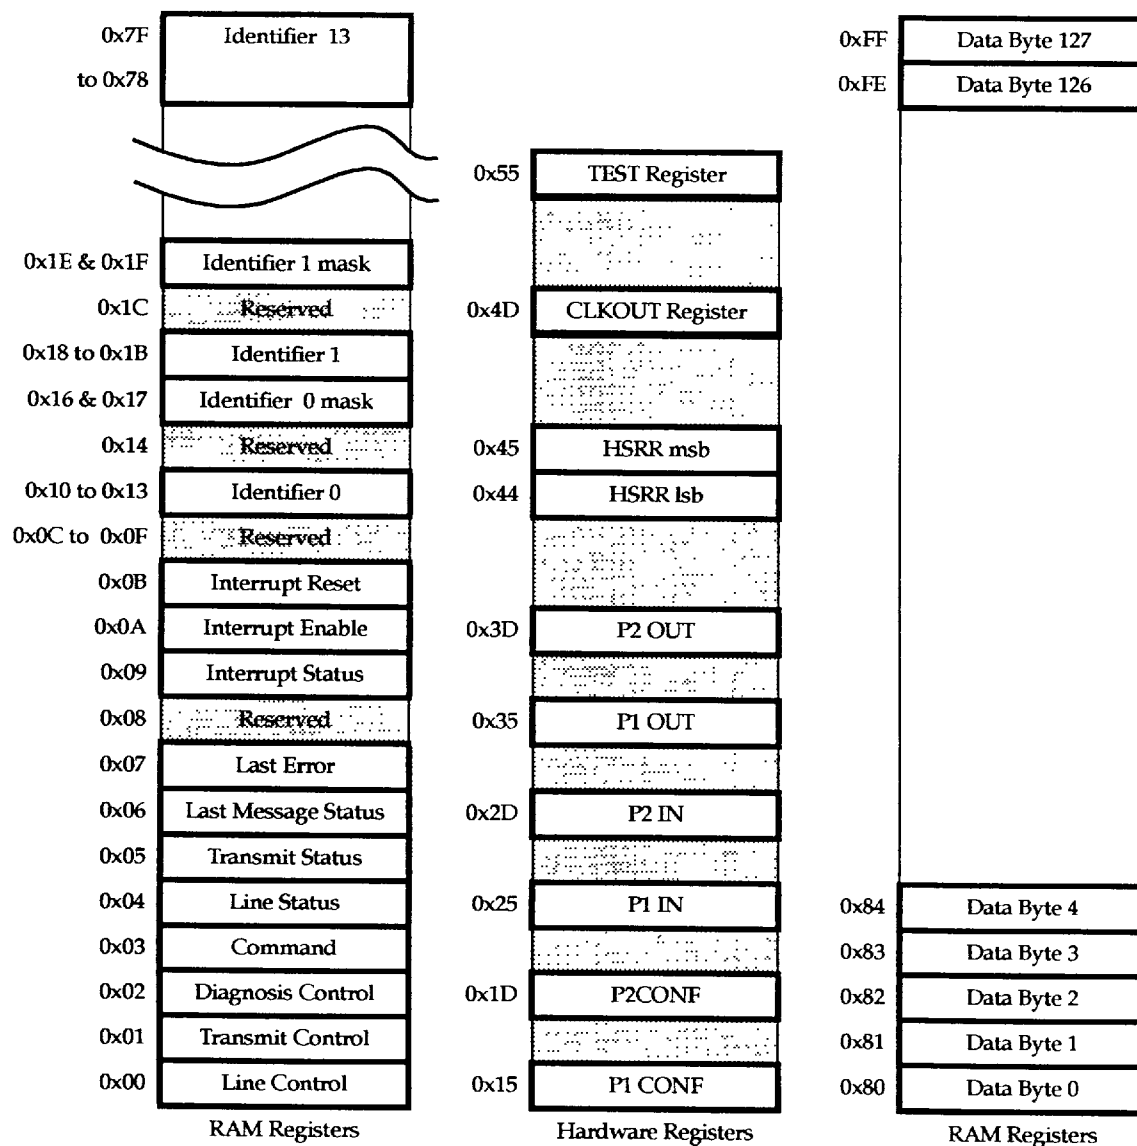 0x7F Identifier 13
to 0x78
0x1E & 0x1F Identifier 1 mask
0x1C Reserved
0x18 to 0x1B Identifier 1
0x16 & 0x17 Identifier 0 mask
0x14 Reserved
0x10 to 0x13 Identifier 0
0x0C to 0x0F Reserved
0x0B Interrupt Reset
0x0A Interrupt Enable
0x09 Interrupt Status
0x08 Reserved
0x07 Last Error
0x06 Last Message Status
0x05 Transmit Status
0x04 Line Status
0x03 Command
0x02 Diagnosis Control
0x01 Transmit Control
0x00 Line Control
RAM Registers
0x55 TEST Register
0x4D CLKOUT Register
0x45 HSRR msb
0x44 HSRR lsb
0x3D P2 OUT
0x35 P1 OUT
0x2D P2 IN
0x25 P1 IN
0x1D P2CONF
0x15 P1 CONF
Hardware Registers
0xFF Data Byte 127
0xFE Data Byte 126
0x84 Data Byte 4
0x83 Data Byte 3
0x82 Data Byte 2
0x81 Data Byte 1
0x80 Data Byte 0
RAM Registers